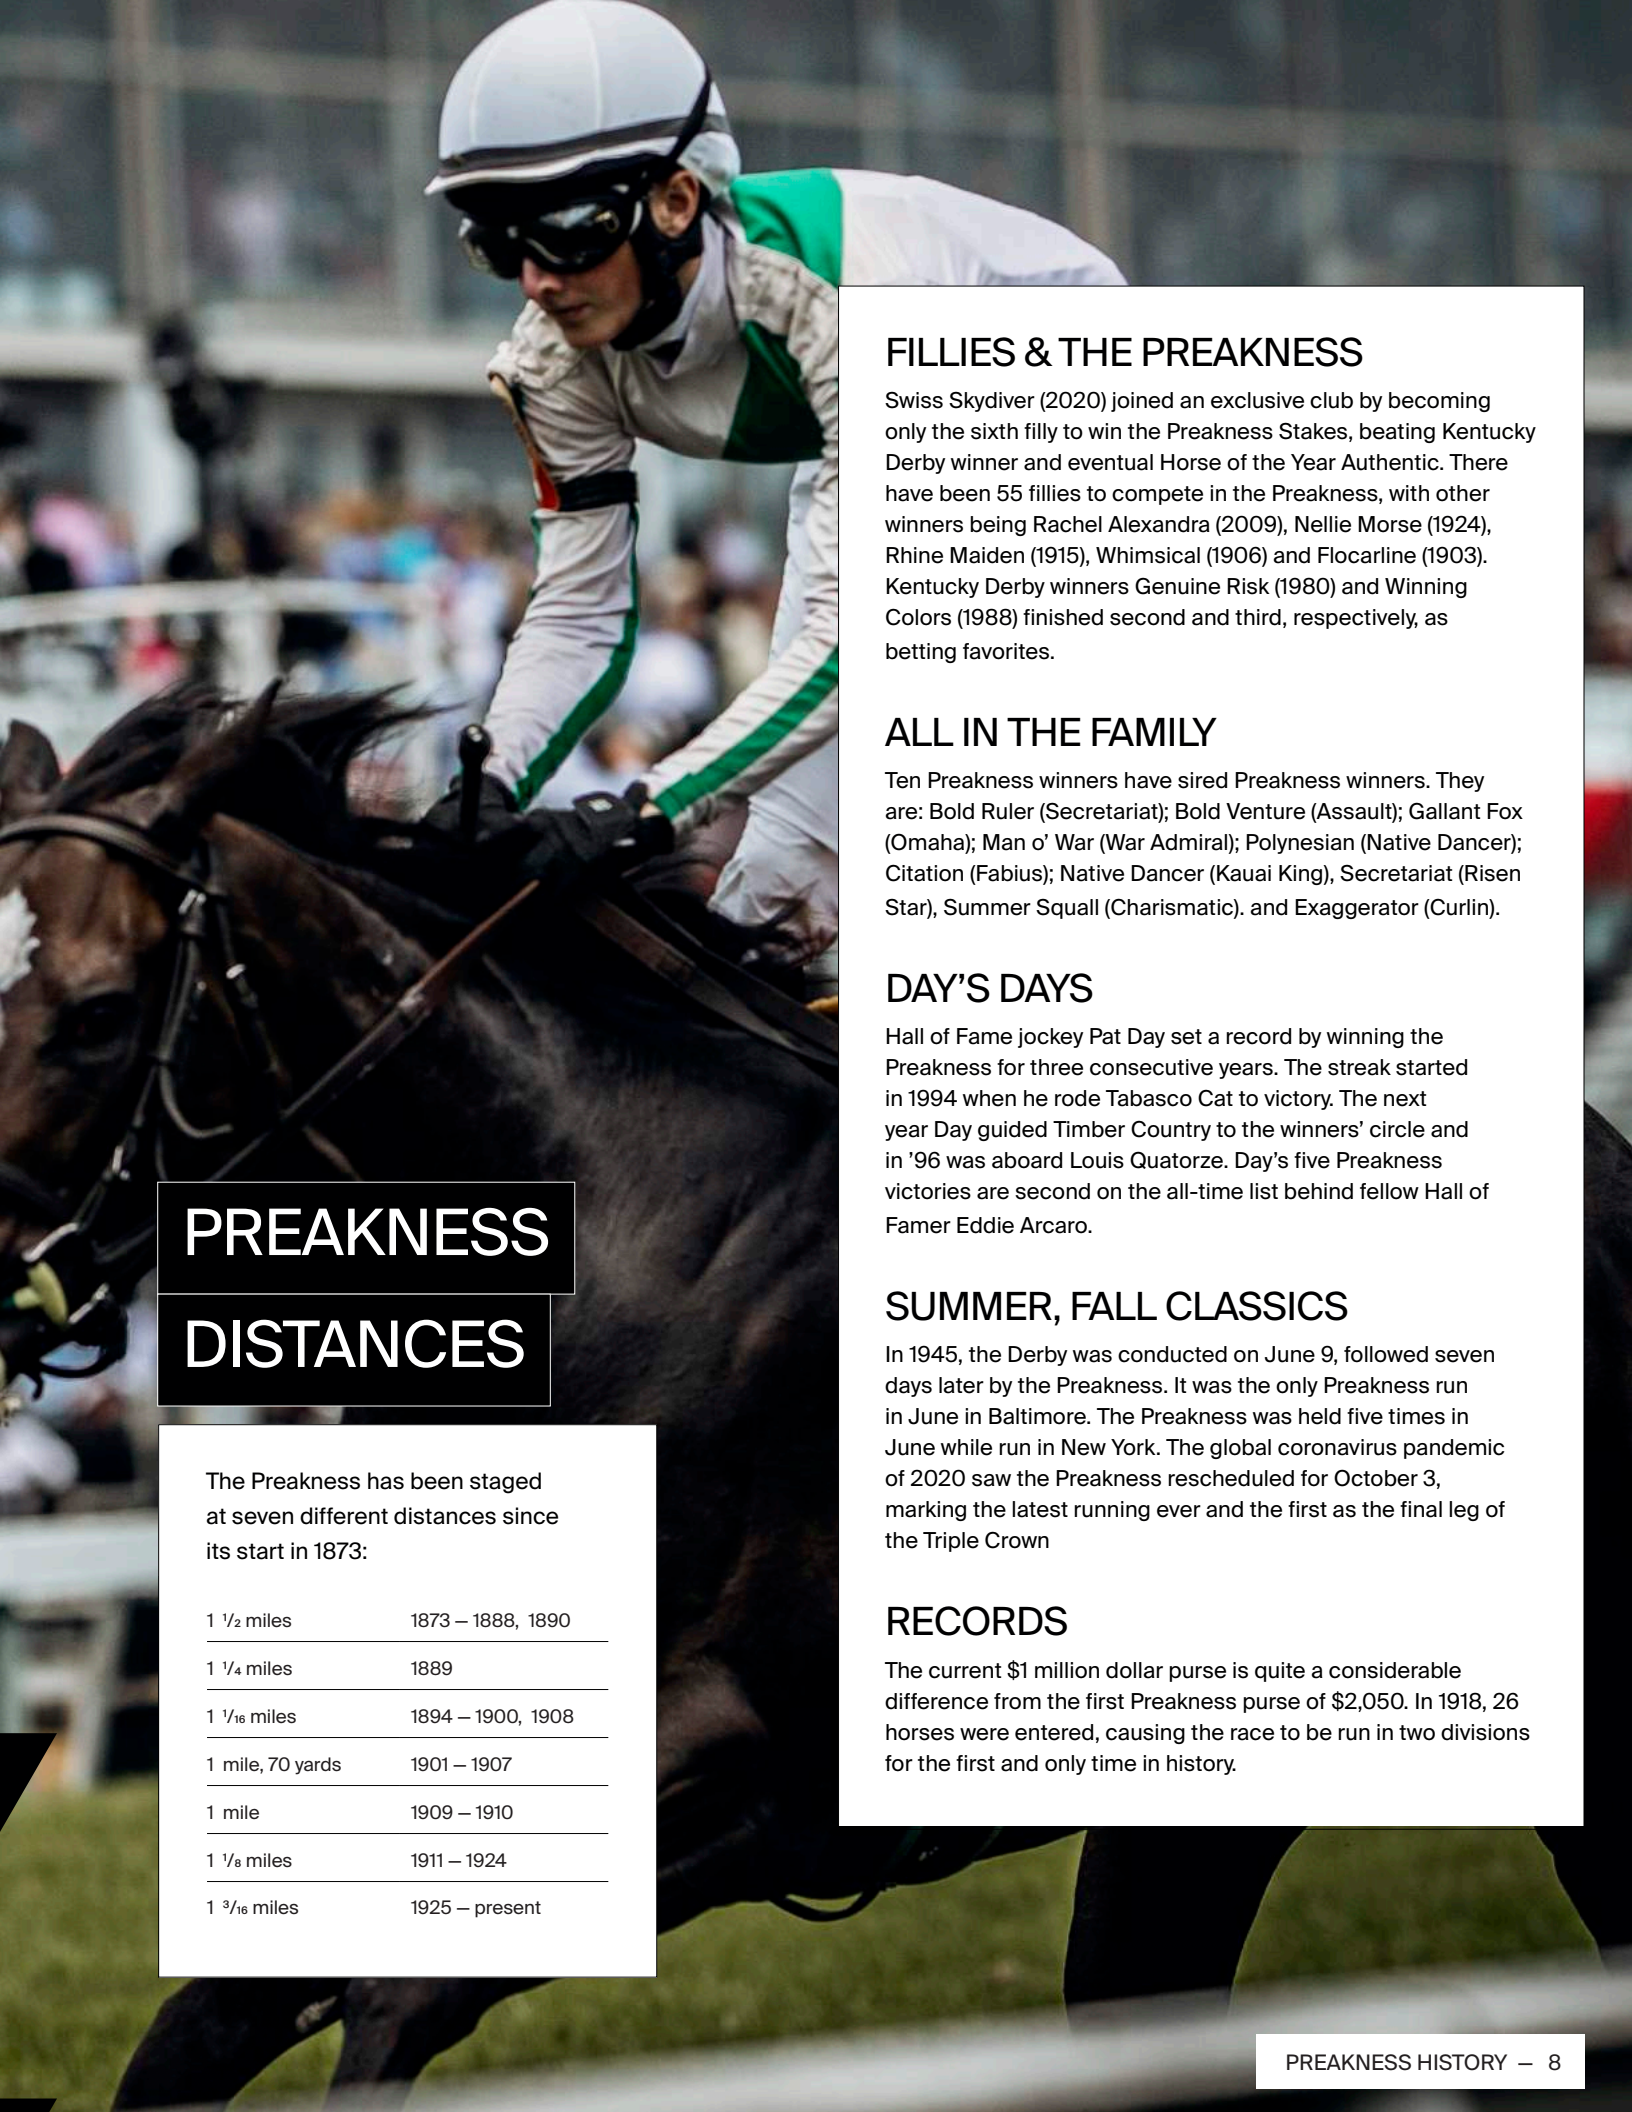 FILLIES & THE PREAKNESS
Swiss Skydiver (2020) joined an exclusive club by becoming
only the sixth filly to win the Preakness Stakes, beating Kentucky
Derby winner and eventual Horse of the Year Authentic. There
have been 55 fillies to compete in the Preakness, with other
winners being Rachel Alexandra (2009), Nellie Morse (1924),
Rhine Maiden (1915), Whimsical (1906) and Flocarline (1903).
Kentucky Derby winners Genuine Risk (1980) and Winning
Colors (1988) finished second and third, respectively, as
betting favorites.
ALL IN THE FAMILY
Ten Preakness winners have sired Preakness winners. They
are: Bold Ruler (Secretariat); Bold Venture (Assault); Gallant Fox
(Omaha); Man o’ War (War Admiral); Polynesian (Native Dancer);
Citation (Fabius); Native Dancer (Kauai King), Secretariat (Risen
Star), Summer Squall (Charismatic). and Exaggerator (Curlin).
DAY’S DAYS
Hall of Fame jockey Pat Day set a record by winning the
Preakness for three consecutive years. The streak started
in 1994 when he rode Tabasco Cat to victory. The next
year Day guided Timber Country to the winners’ circle and
in ’96 was aboard Louis Quatorze. Day’s five Preakness
victories are second on the all-time list behind fellow Hall of
Famer Eddie Arcaro.
SUMMER, FALL CLASSICS
In 1945, the Derby was conducted on June 9, followed seven
days later by the Preakness. It was the only Preakness run
in June in Baltimore. The Preakness was held five times in
June while run in New York. The global coronavirus pandemic
of 2020 saw the Preakness rescheduled for October 3,
marking the latest running ever and the first as the final leg of
the Triple Crown
RECORDS
The current $1 million dollar purse is quite a considerable
difference from the first Preakness purse of $2,050. In 1918, 26
horses were entered, causing the race to be run in two divisions
for the first and only time in history.
PREAKNESS
DISTANCES
The Preakness has been staged
at seven different distances since
its start in 1873:
1 1/2 miles 1873 – 1888, 1890
1 1/4 miles 1889
1 1/16 miles 1894 – 1900, 1908
1 mile, 70 yards 1901 – 1907
1 mile 1909 – 1910
1 1/8 miles 1911 – 1924
1 3/16 miles 1925 – present
PREAKNESS HISTORY — 8